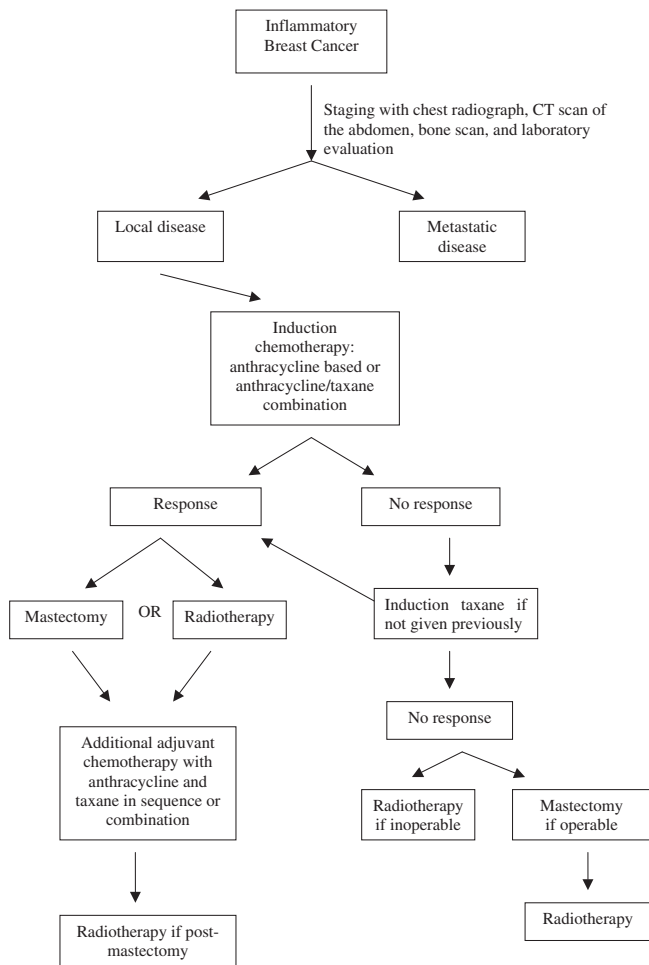 Inflammatory
Breast Cancer
Staging with chest radiograph, CT scan of
the abdomen, bone scan, and laboratory
evaluation
Local disease
Metastatic
disease
Induction
chemotherapy:
anthracycline based or
anthracycline/taxane
combination
Response
No response
Mastectomy
OR
Radiotherapy
Induction taxane if
not given previously
Additional adjuvant
chemotherapy with
anthracycline and
taxane in sequence or
combination
No response
Radiotherapy
if inoperable
Mastectomy
if operable
Radiotherapy if post-
mastectomy
Radiotherapy